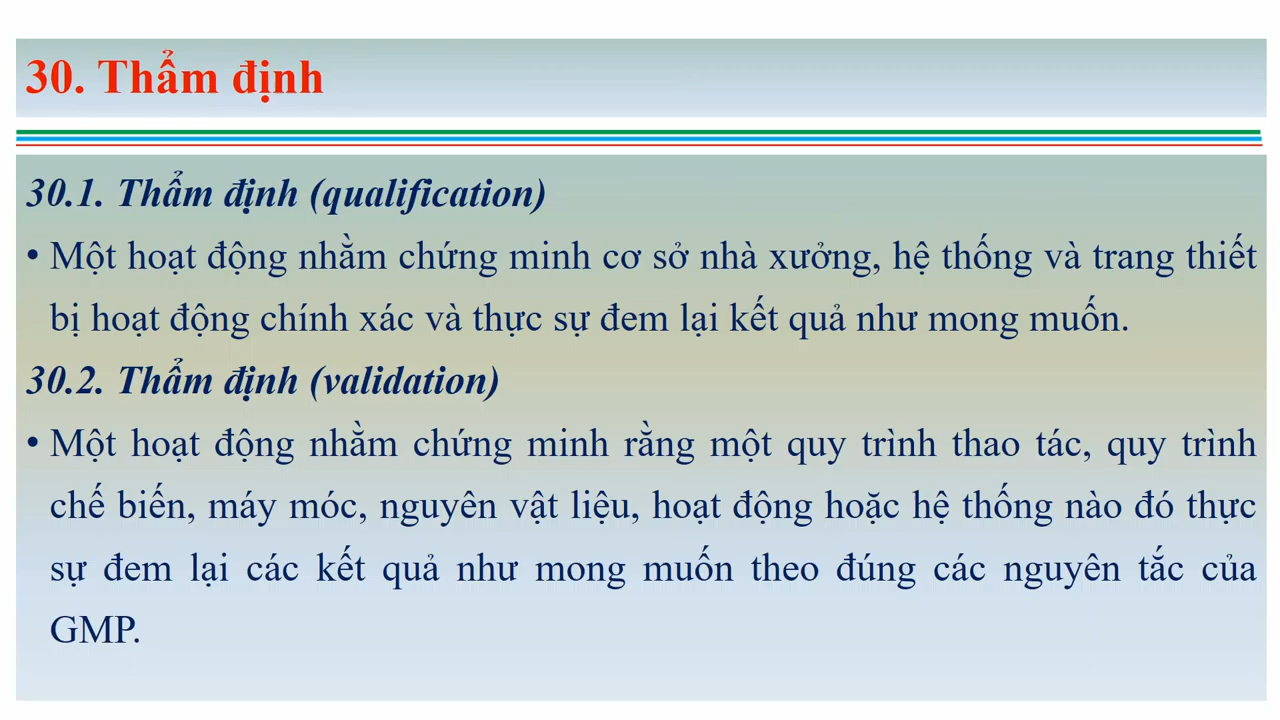 30. Thẩm định
30.1. Thẩm định (qualification)
• Một hoạt động nhằm chứng minh cơ sở nhà xưởng, hệ thống và trang thiết
bị hoạt động chính xác và thực sự đem lại kết quả như mong muốn.
30.2. Thẩm định (validation)
• Một hoạt động nhằm chứng minh rằng một quy trình thao tác, quy trình
chế biến, máy móc, nguyên vật liệu, hoạt động hoặc hệ thống nào đó thực
sự đem lại các kết quả như mong muốn theo đúng các nguyên tắc của
GMP.